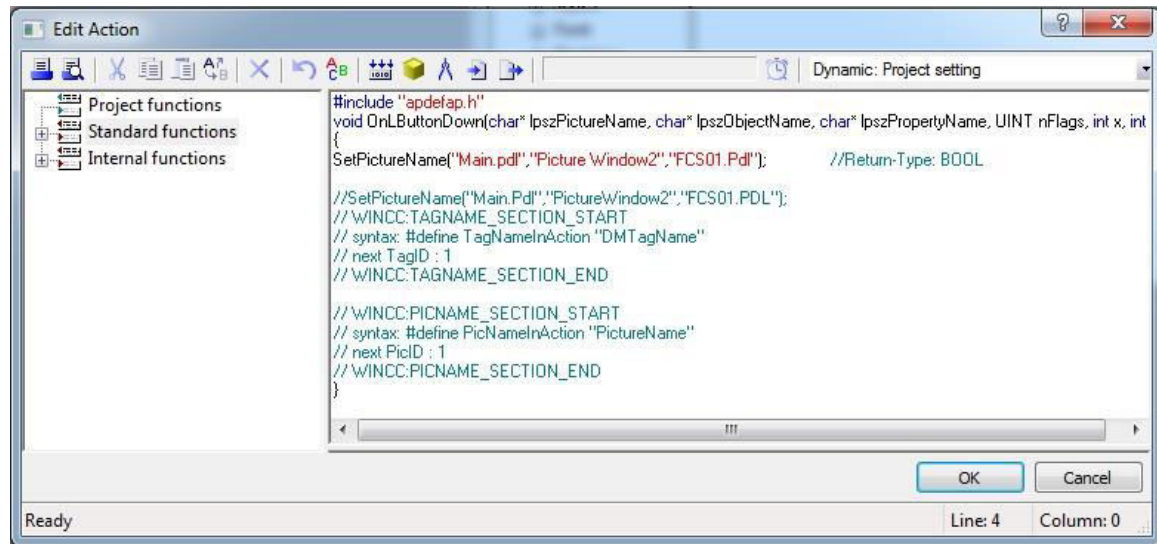 Edit Action
Dynamic: Project setting
Project functions
Standard functions
Internal functions
#include "apdefap.h"
void OnLButtonDown(char* lpszPictureName, char* lpszObjectName, char* lpszPropertyName, UINT nFlags, int x, int
{
SetPictureName("Main.pdl","Picture Window2","FCS01.Pdl"); //Return-Type: BOOL
//SetPictureName("Main.Pdl","PictureWindow2","FCS01.PDL");
// WINCC:TAGNAME_SECTION_START
// syntax: #define TagNameInAction "DMTagName"
// next TagID : 1
// WINCC:TAGNAME_SECTION_END
// WINCC:PICNAME_SECTION_START
// syntax: #define PicNameInAction "PictureName"
// next PicID : 1
// WINCC:PICNAME_SECTION_END
}
OK
Cancel
Ready
Line: 4
Column: 0